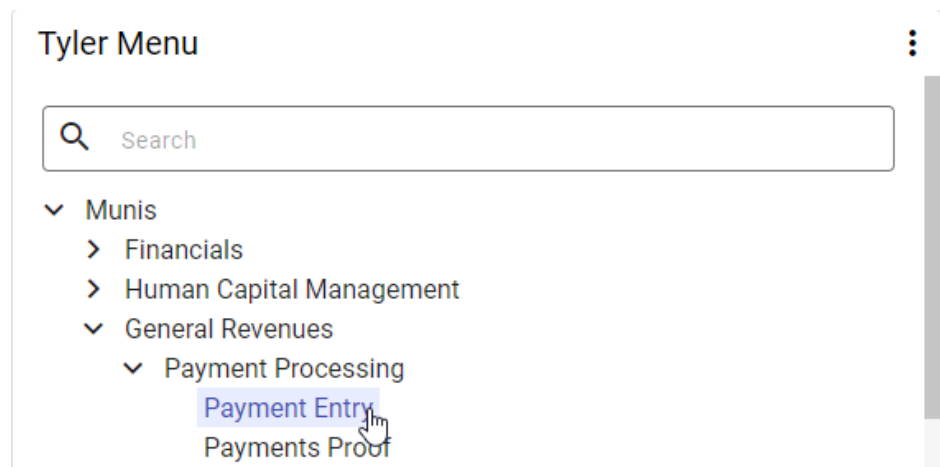 Tyler Menu
Search
Munis
Financials
Human Capital Management
General Revenues
Payment Processing
Payment Entry
Payments Proof